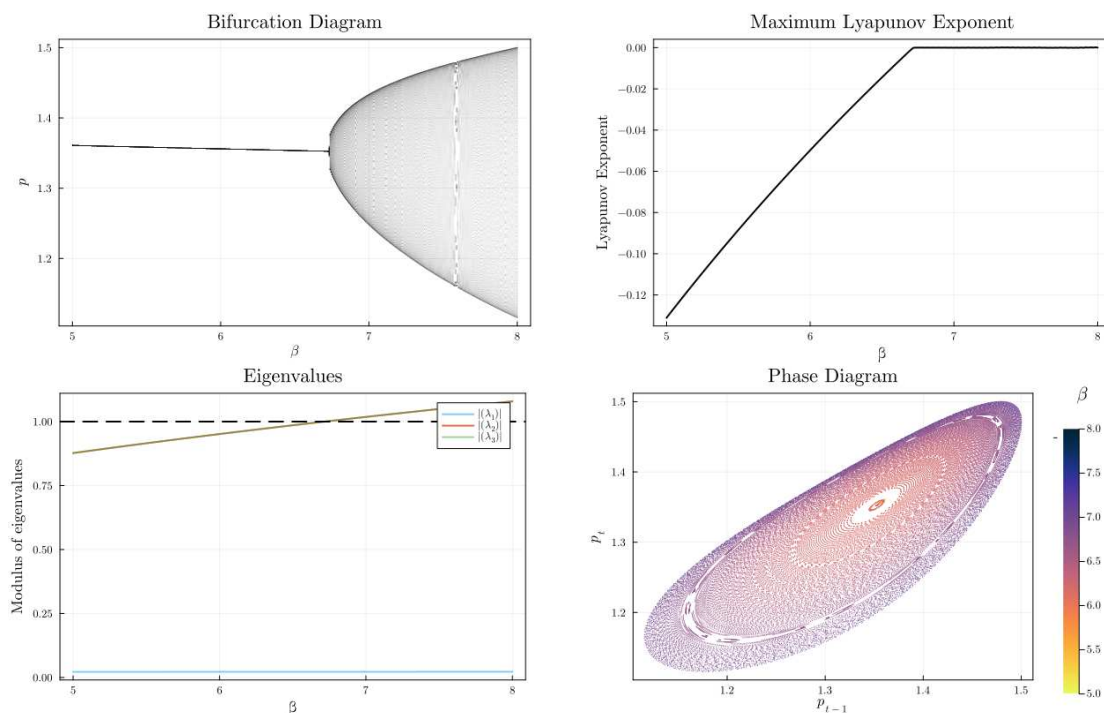 Bifurcation Diagram
1.5
1.4
1.3
1.2
p
5
6
7
8
β
Maximum Lyapunov Exponent
0.00
−0.02
−0.04
−0.06
−0.08
−0.10
−0.12
Lyapunov Exponent
5
6
7
8
β
Eigenvalues
1.00
0.75
0.50
0.25
0.00
Modulus of eigenvalues
|(λ₁)|
|(λ₂)|
|(λ₃)|
5
6
7
8
β
Phase Diagram
1.5
1.4
1.3
1.2
pₜ
1.2
1.3
1.4
1.5
pₜ₋₁
β
8.0
7.5
7.0
6.5
6.0
5.5
5.0